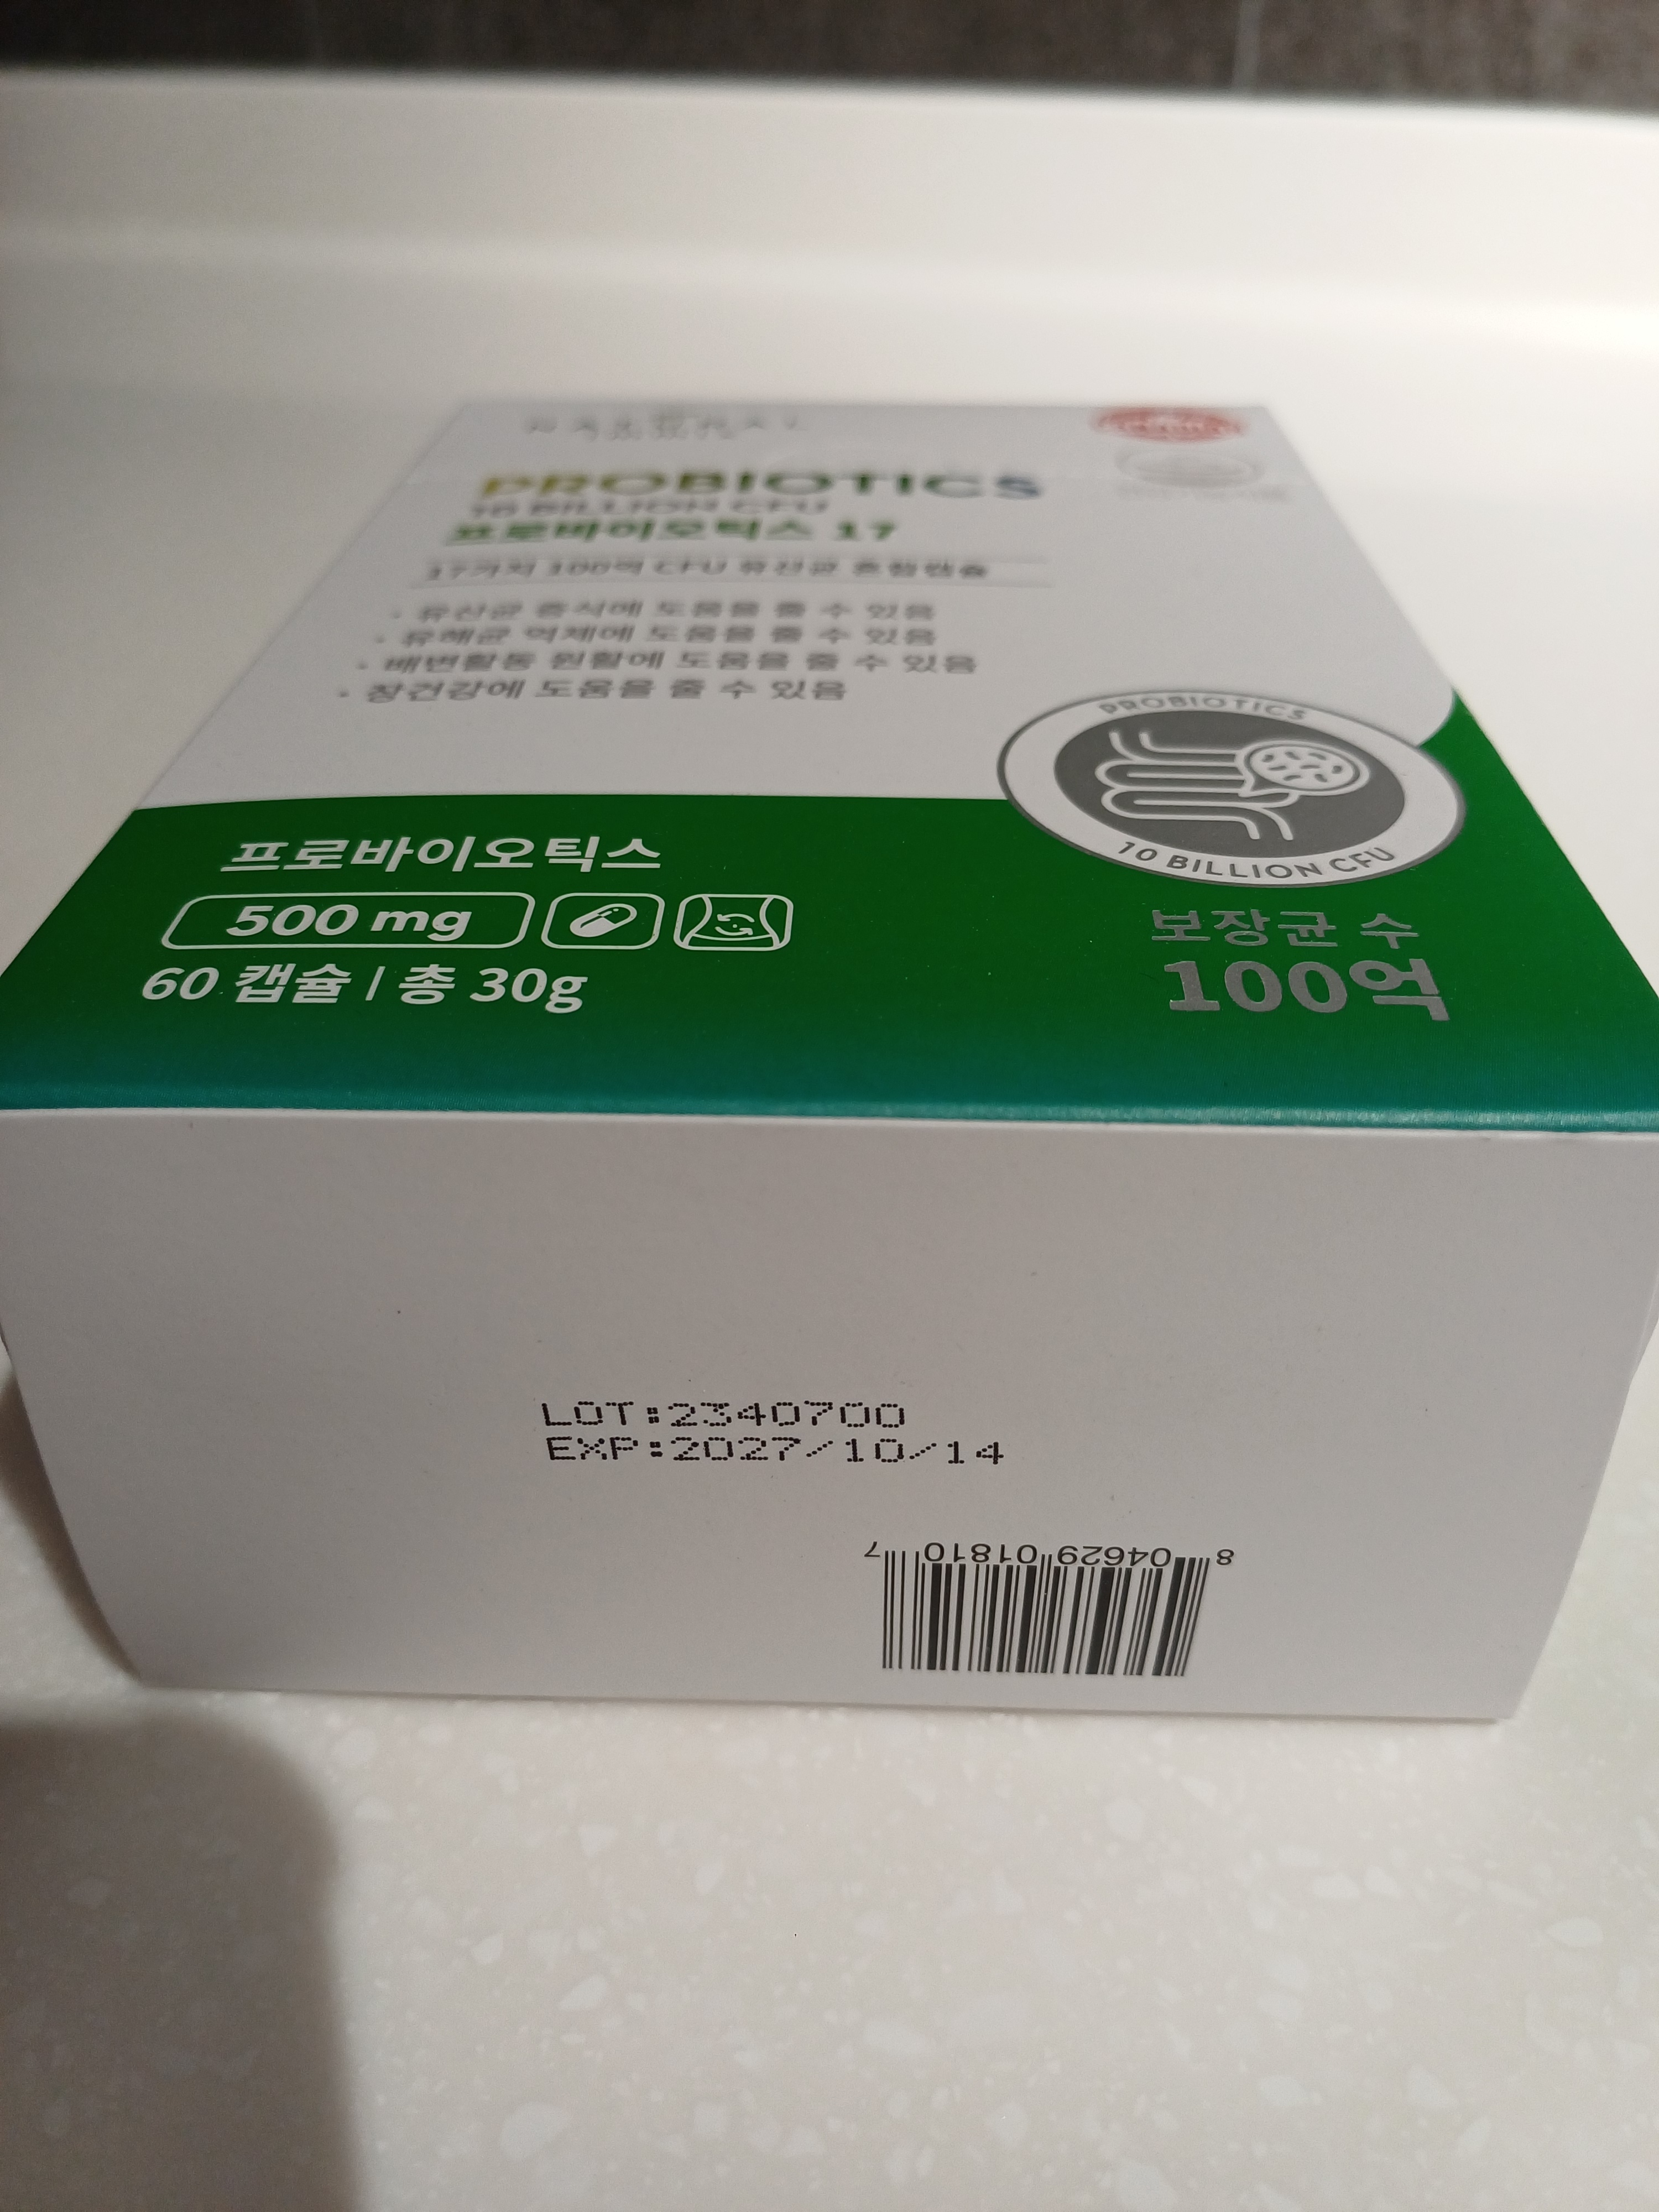 NATURAL
PROBIOTICS
10 BILLION CFU
프로바이오틱스 17
17가지 100억 CFU 유산균 혼합캡슐
· 유산균 증식에 도움을 줄 수 있음
· 유해균 억제에 도움을 줄 수 있음
· 배변활동 원활에 도움을 줄 수 있음
· 장건강에 도움을 줄 수 있음
PROBIOTICS
10 BILLION CFU
프로바이오틱스
500 mg
60 캡슐 | 총 30g
보장균 수
100억
LOT:2340700
EXP:2027/10/14
8 04629 01810 7